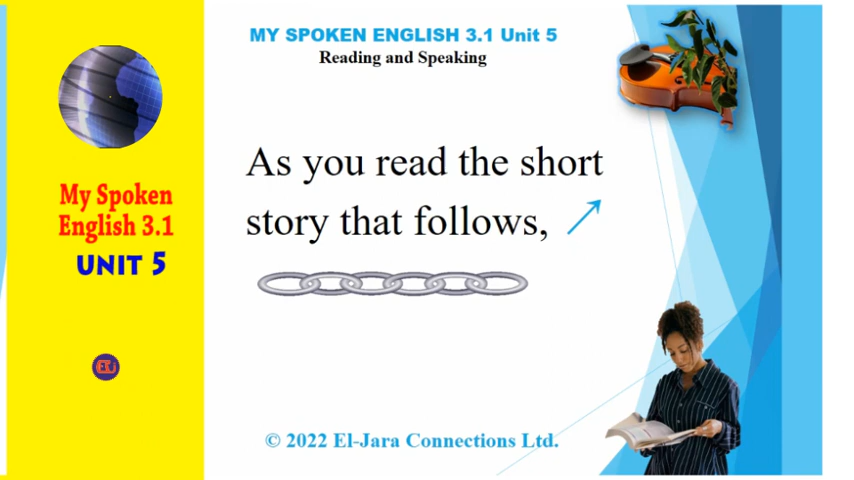 My Spoken
English 3.1
UNIT 5
MY SPOKEN ENGLISH 3.1 Unit 5
Reading and Speaking
As you read the short
story that follows,
© 2022 El-Jara Connections Ltd.